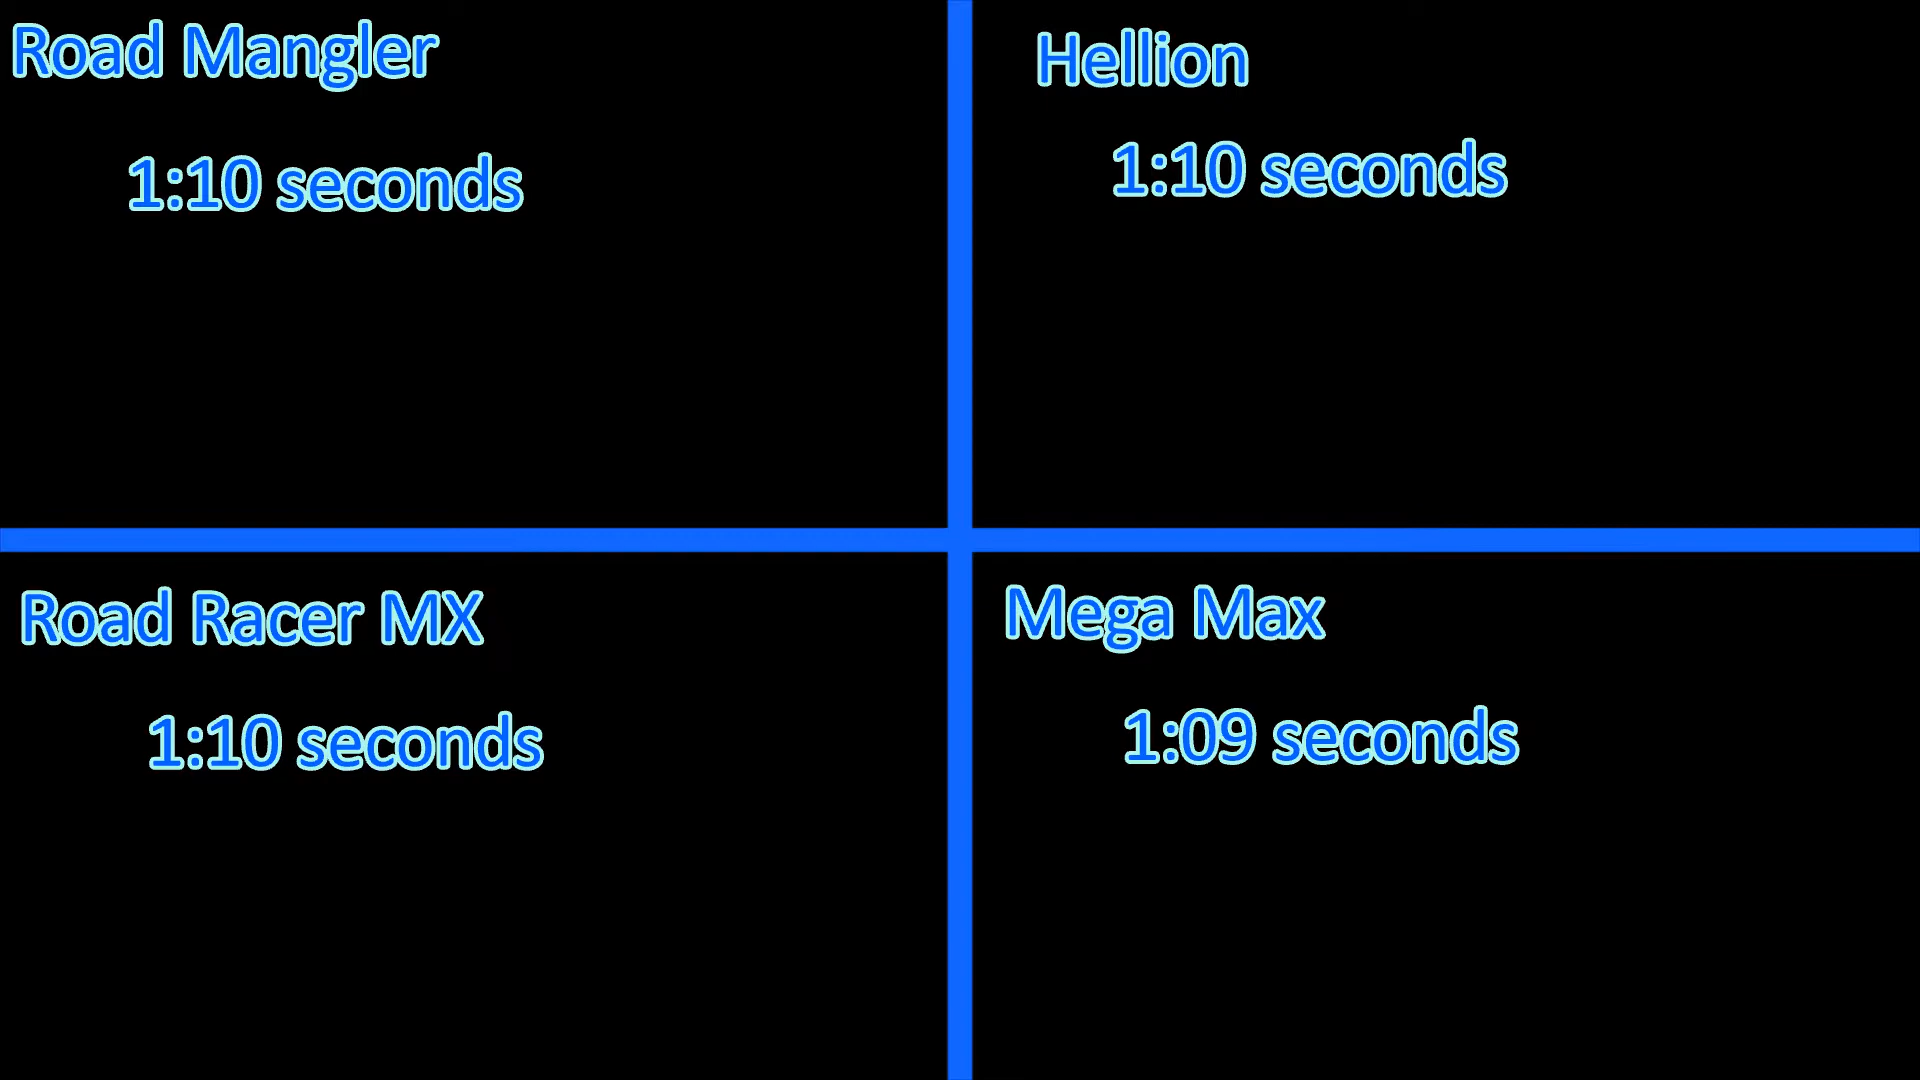 Road Mangler
1:10 seconds
Hellion
1:10 seconds
Road Racer MX
1:10 seconds
Mega Max
1:09 seconds